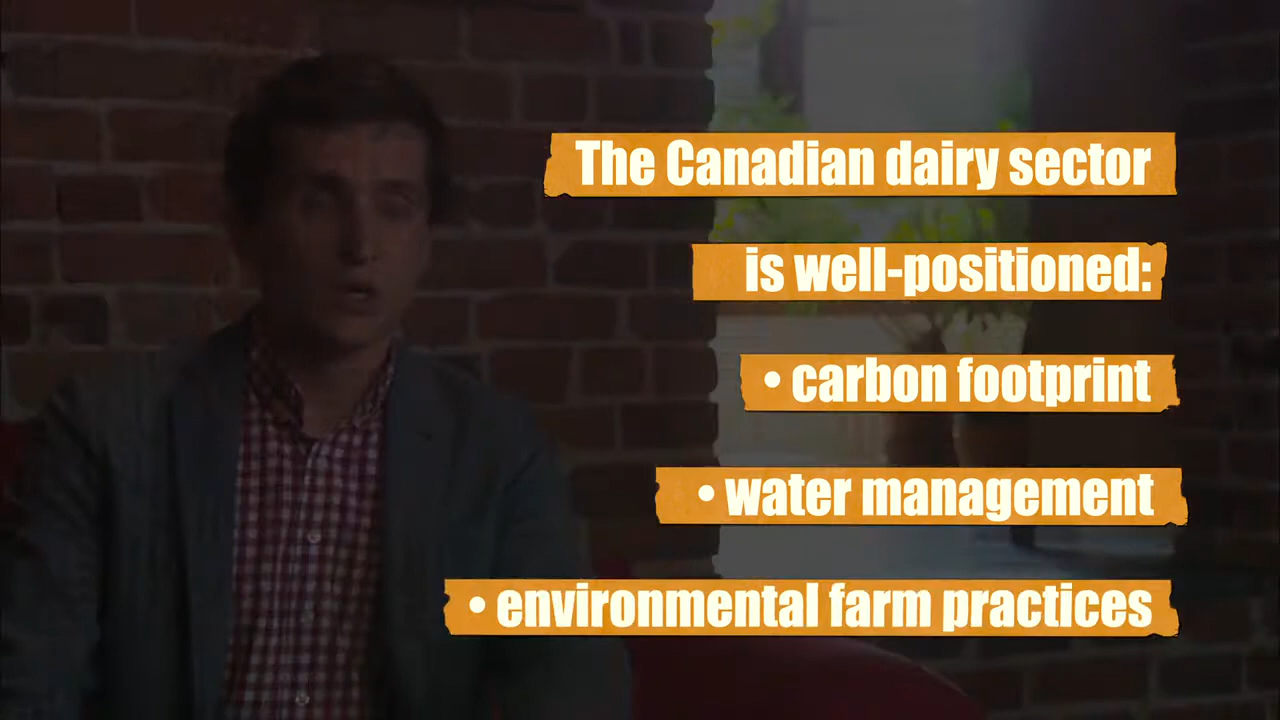 The Canadian dairy sector
is well-positioned:
• carbon footprint
• water management
• environmental farm practices